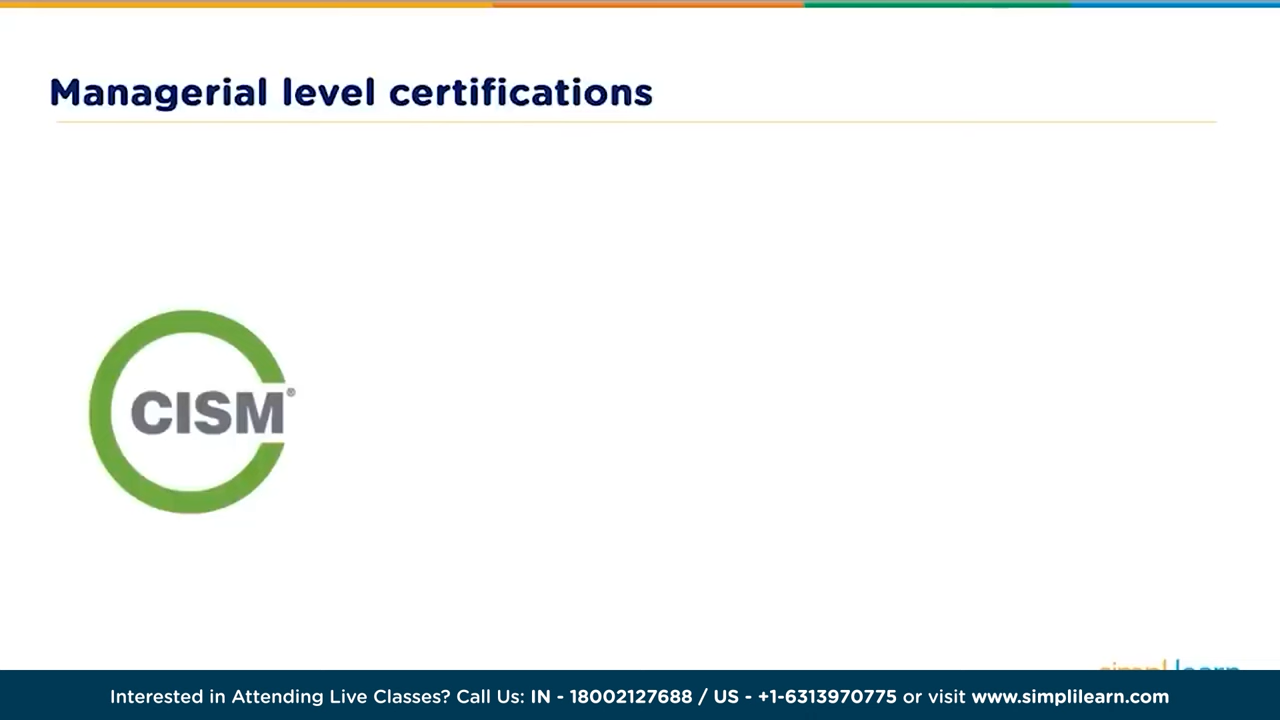 Managerial level certifications
CISM®
simplilearn
Interested in Attending Live Classes? Call Us: IN - 18002127688 / US - +1-6313970775 or visit www.simplilearn.com